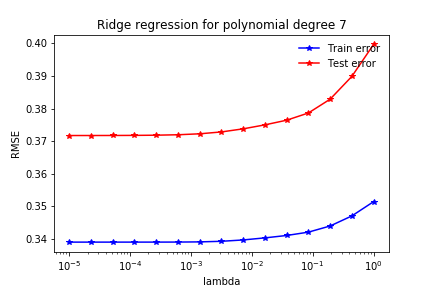 Ridge regression for polynomial degree 7
0.40
0.39
0.38
0.37
0.36
0.35
0.34
RMSE
Train error
Test error
10⁻⁵
10⁻⁴
10⁻³
10⁻²
10⁻¹
10⁰
lambda